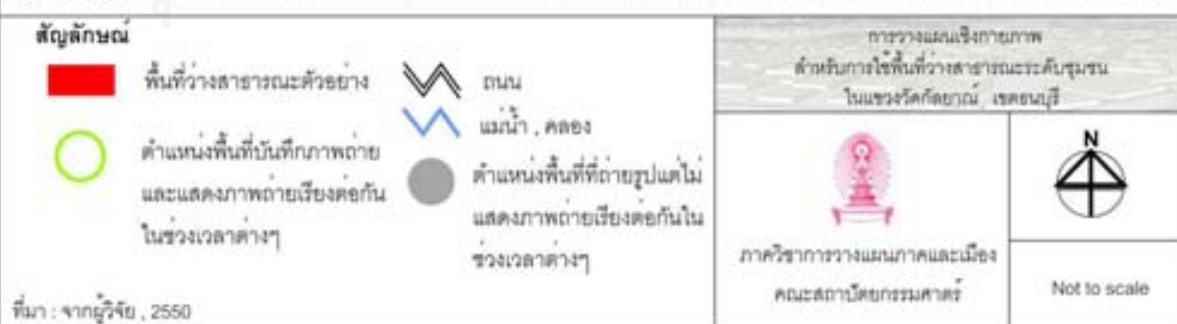 สัญลักษณ์
พื้นที่ว่างสาธารณะตัวอย่าง
ตำแหน่งพื้นที่บันทึกภาพถ่าย
และแสดงภาพถ่ายเรียงต่อกัน
ในช่วงเวลาต่างๆ
ถนน
แม่น้ำ , คลอง
ตำแหน่งพื้นที่ที่ถ่ายรูปแต่ไม่
แสดงภาพถ่ายเรียงต่อกันใน
ช่วงเวลาต่างๆ
ที่มา : จากผู้วิจัย , 2550
การวางแผนเชิงกายภาพ
สำหรับการใช้พื้นที่ว่างสาธารณะระดับชุมชน
ในแขวงวัดกัลยาณ์ เขตธนบุรี
ภาควิชาการวางแผนภาคและเมือง
คณะสถาปัตยกรรมศาตร์
N
Not to scale